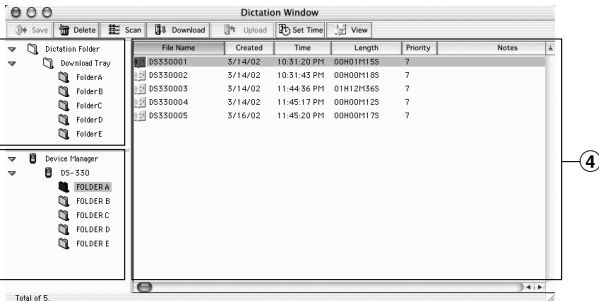 Dictation Window
Save Delete Scan Download Upload Set Time View
Dictation Folder
Download Tray
FolderA
FolderB
FolderC
FolderD
FolderE
Device Manager
DS-330
FOLDER A
FOLDER B
FOLDER C
FOLDER D
FOLDER E
File Name Created Time Length Priority Notes
DS330001 3/14/02 10:31:20 PM 00H01M15S 7
DS330002 3/14/02 10:31:43 PM 00H00M18S 7
DS330003 3/14/02 11:44:36 PM 01H12M36S 7
DS330004 3/14/02 11:45:17 PM 00H00M12S 7
DS330005 3/16/02 11:45:20 PM 00H00M17S 7
4
Total of 5.